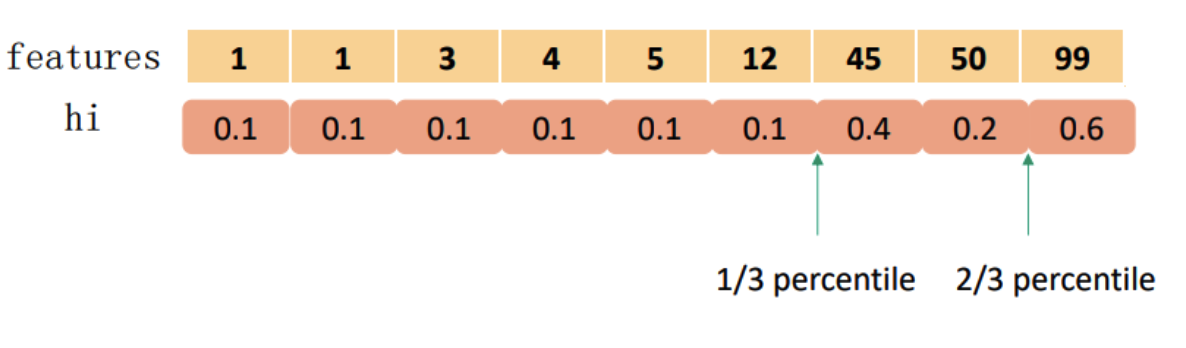 features 1 1 3 4 5 12 45 50 99
hi 0.1 0.1 0.1 0.1 0.1 0.1 0.4 0.2 0.6
1/3 percentile 2/3 percentile